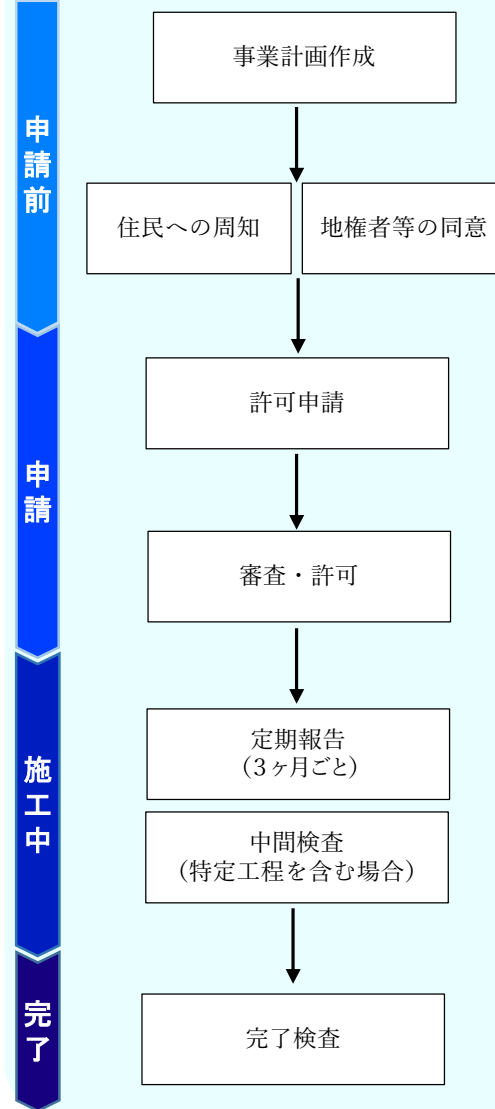 申請前
事業計画作成
住民への周知
地権者等の同意
申請
許可申請
審査・許可
施工中
定期報告
（3ヶ月ごと）
中間検査
（特定工程を含む場合）
完了
完了検査